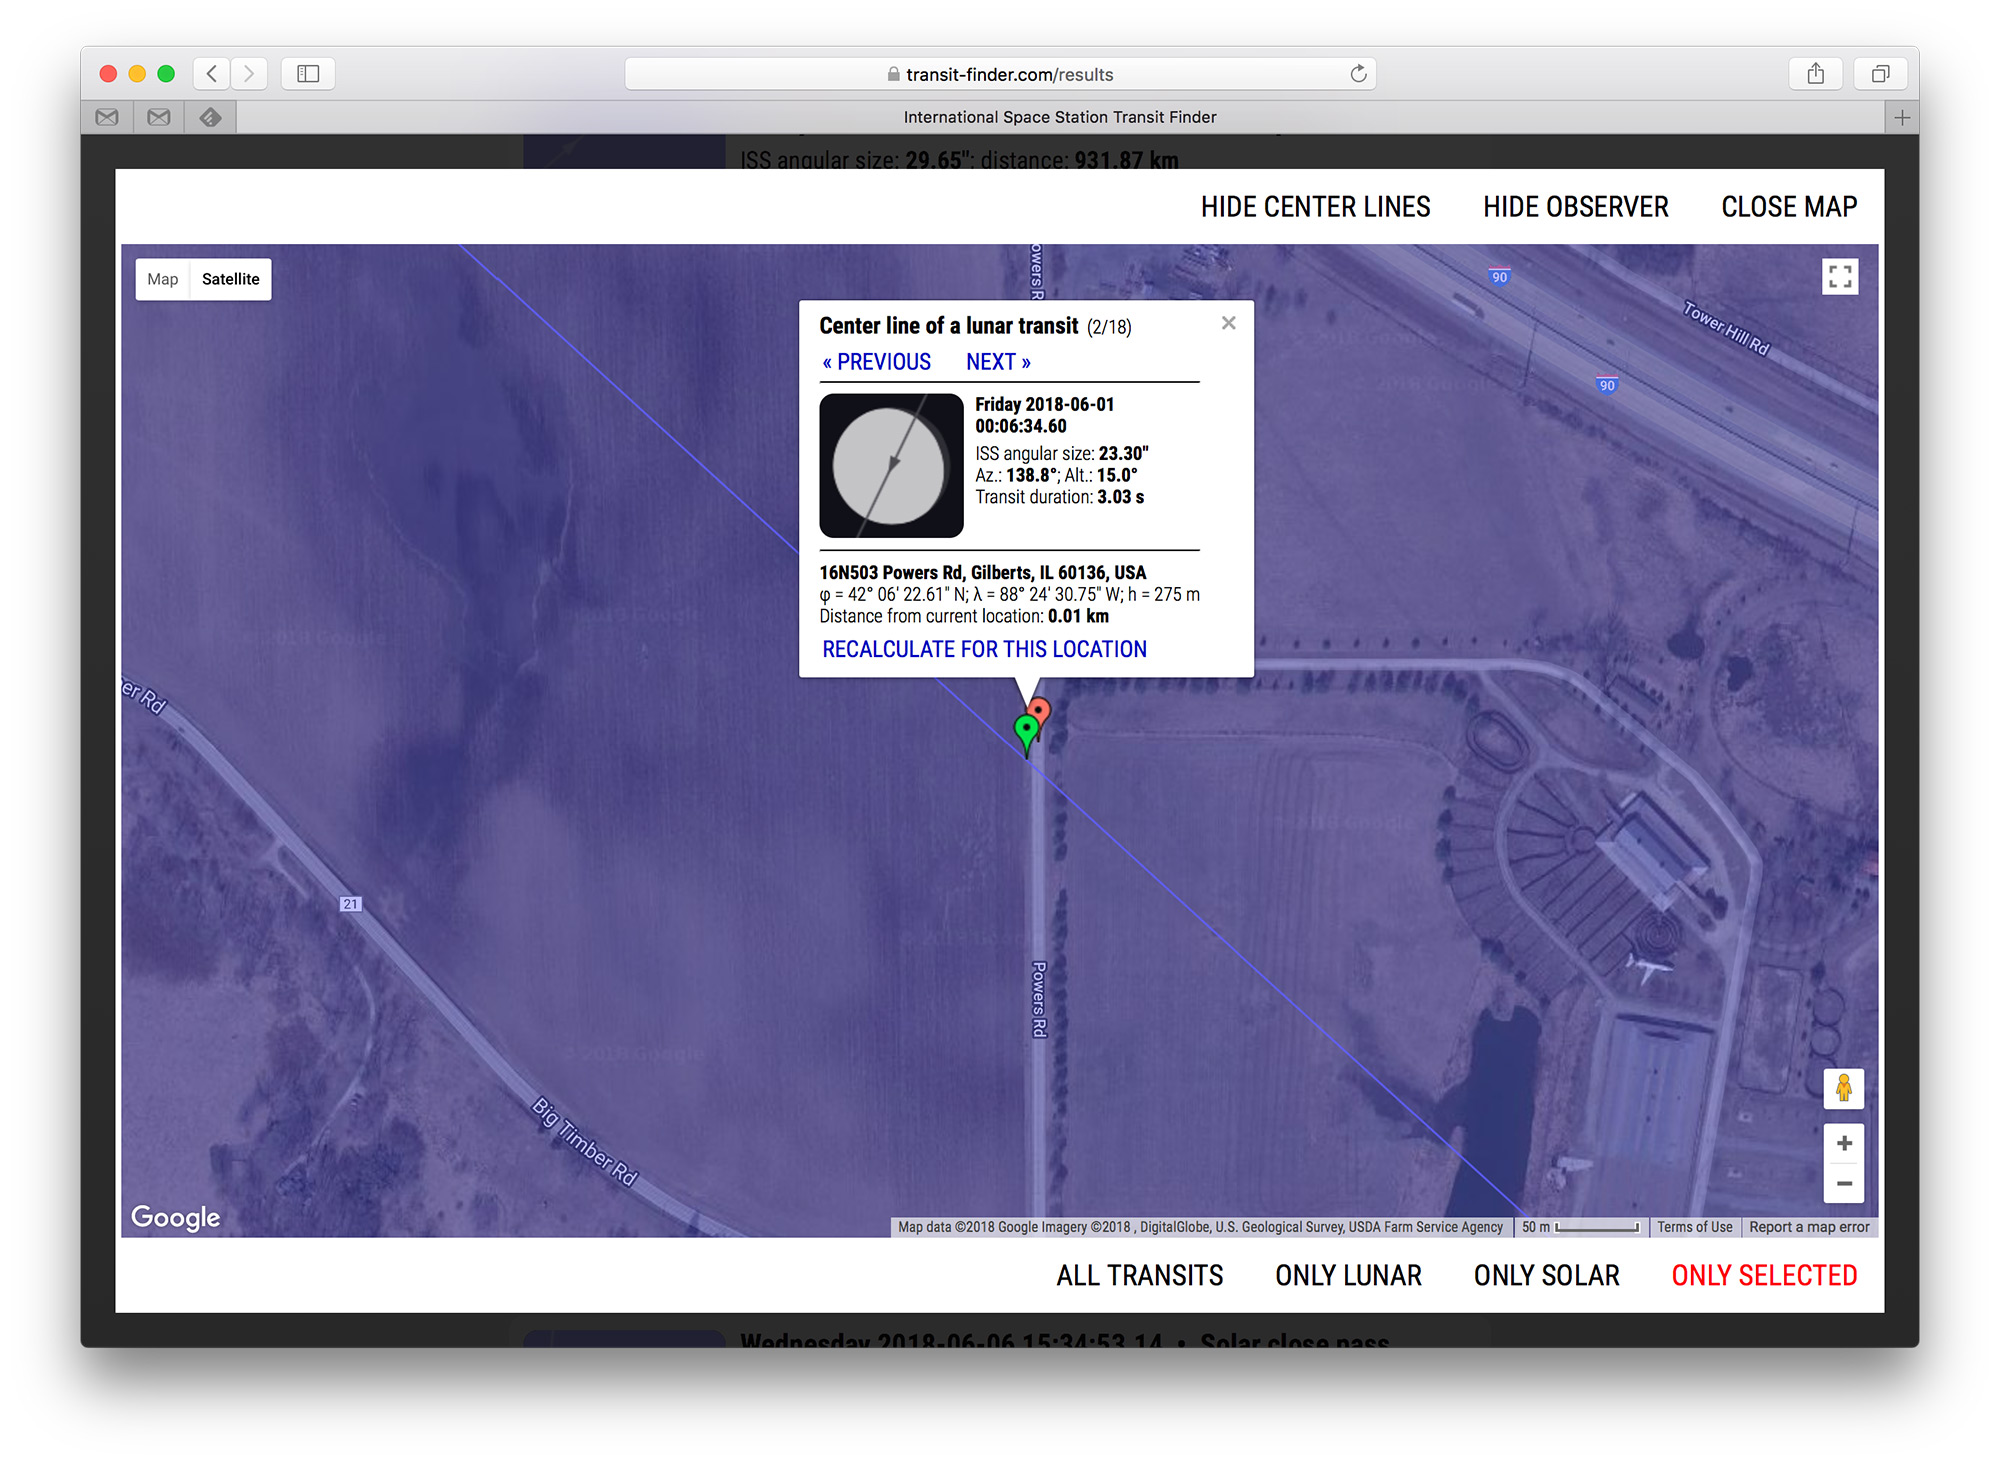 transit-finder.com/results
International Space Station Transit Finder
ISS angular size: 29.65"; distance: 931.87 km
HIDE CENTER LINES HIDE OBSERVER CLOSE MAP
Map Satellite
owers R
90
Tower Hill Rd
90
Center line of a lunar transit (2/18)
« PREVIOUS NEXT »
Friday 2018-06-01
00:06:34.60
ISS angular size: 23.30"
Az.: 138.8°; Alt.: 15.0°
Transit duration: 3.03 s
16N503 Powers Rd, Gilberts, IL 60136, USA
φ = 42° 06' 22.61" N; λ = 88° 24' 30.75" W; h = 275 m
Distance from current location: 0.01 km
RECALCULATE FOR THIS LOCATION
er Rd
21
Powers Rd
Big Timber Rd
Google
Map data ©2018 Google Imagery ©2018 , DigitalGlobe, U.S. Geological Survey, USDA Farm Service Agency 50 m Terms of Use Report a map error
ALL TRANSITS ONLY LUNAR ONLY SOLAR ONLY SELECTED
Wednesday 2018-06-06 15:34:53.14 • Solar close pass